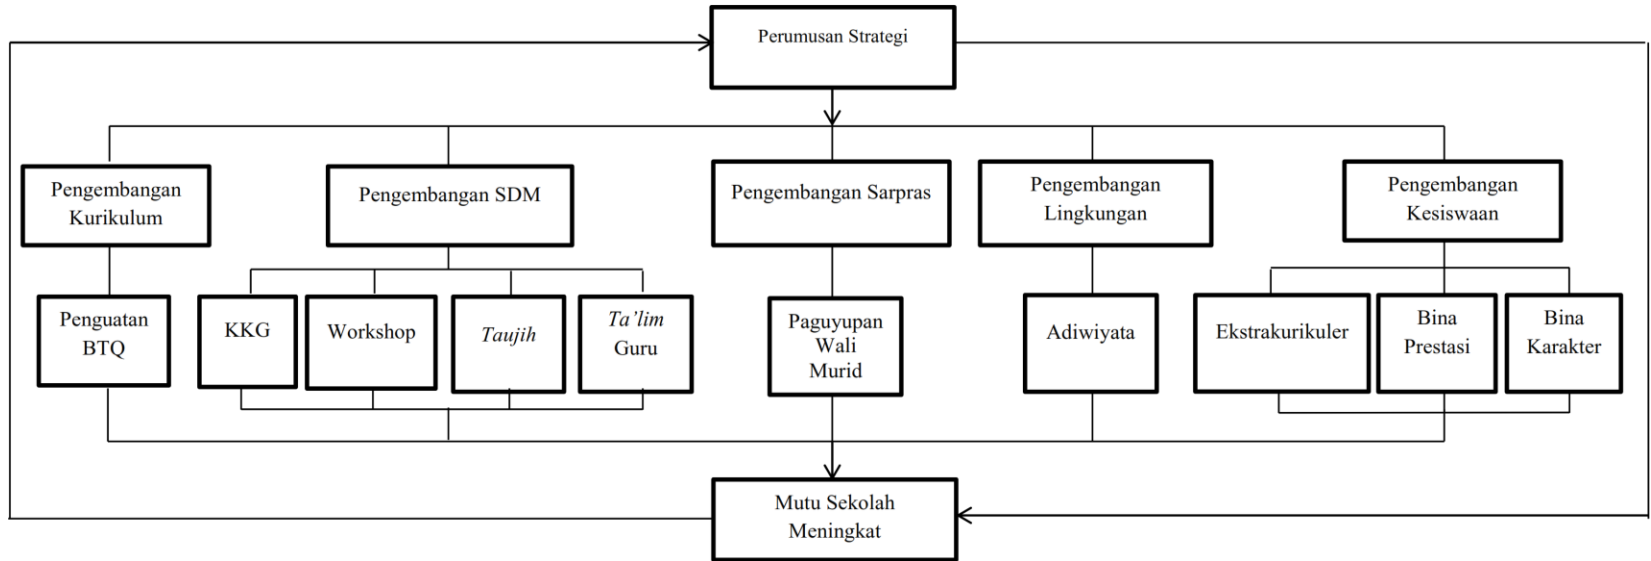 Perumusan Strategi
Pengembangan
Kurikulum
Pengembangan SDM
Pengembangan Sarpras
Pengembangan
Lingkungan
Pengembangan
Kesiswaan
Penguatan
BTQ
KKG
Workshop
Taujih
Ta’lim
Guru
Paguyupan
Wali
Murid
Adiwiyata
Ekstrakurikuler
Bina
Prestasi
Bina
Karakter
Mutu Sekolah
Meningkat